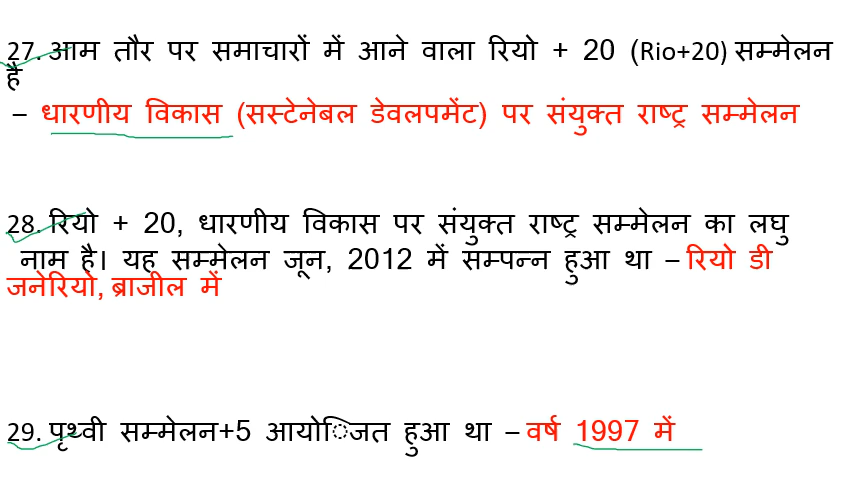 27. आम तौर पर समाचारों में आने वाला रियो + 20 (Rio+20) सम्मेलन
है
– धारणीय विकास (सस्टेनेबल डेवलपमेंट) पर संयुक्त राष्ट्र सम्मेलन
28. रियो + 20, धारणीय विकास पर संयुक्त राष्ट्र सम्मेलन का लघु
नाम है। यह सम्मेलन जून, 2012 में सम्पन्न हुआ था – रियो डी
जनेरियो, ब्राजील में
29. पृथ्वी सम्मेलन+5 आयोिजत हुआ था – वर्ष 1997 में